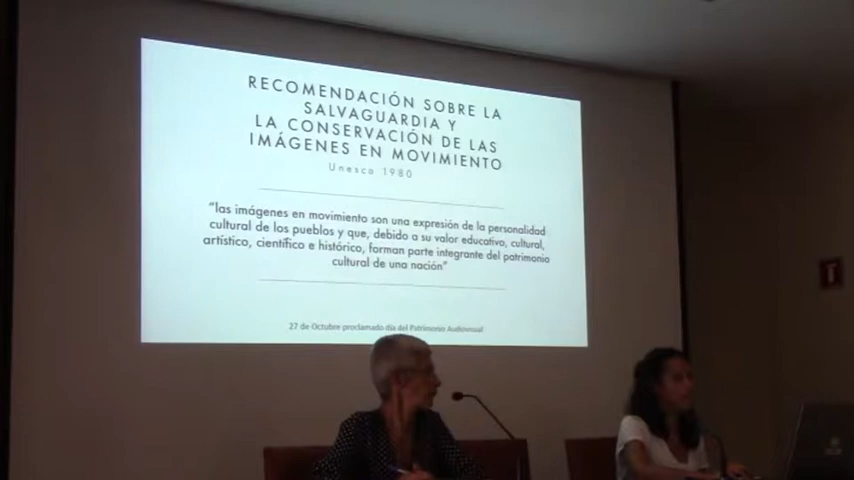 RECOMENDACIÓN SOBRE LA
SALVAGUARDIA Y
LA CONSERVACIÓN DE LAS
IMÁGENES EN MOVIMIENTO
Unesco 1980
"las imágenes en movimiento son una expresión de la personalidad
cultural de los pueblos y que, debido a su valor educativo, cultural,
artístico, científico e histórico, forman parte integrante del patrimonio
cultural de una nación"
27 de Octubre proclamado día del Patrimonio Audiovisual